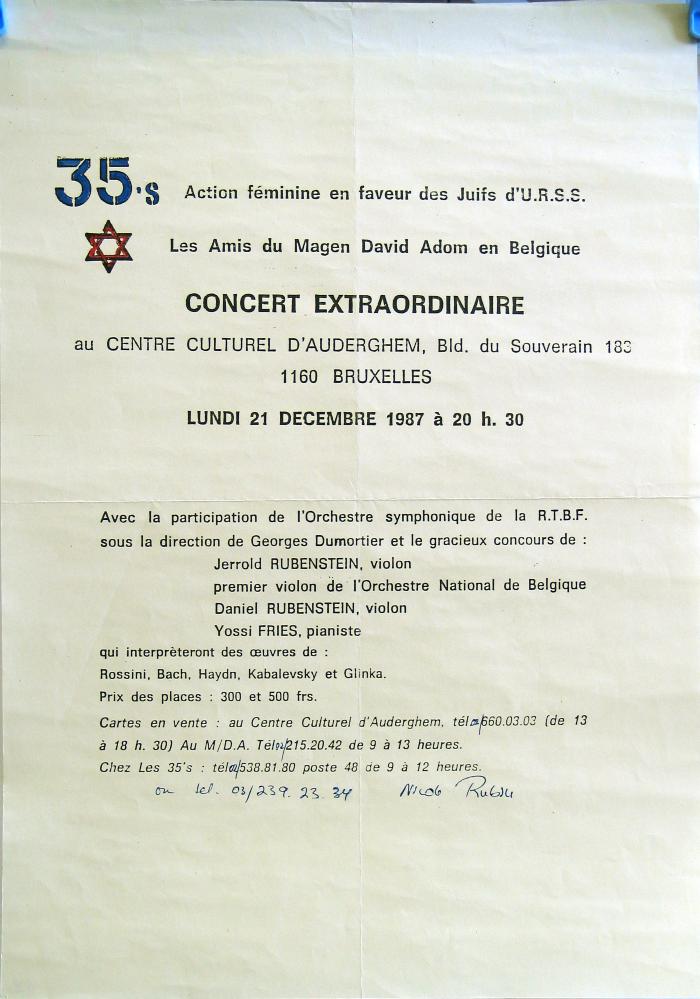 35's Action féminine en faveur des Juifs d'U.R.S.S.
Les Amis du Magen David Adom en Belgique
CONCERT EXTRAORDINAIRE
au CENTRE CULTUREL D'AUDERGHEM, Bld. du Souverain 183
1160 BRUXELLES
LUNDI 21 DECEMBRE 1987 à 20 h. 30
Avec la participation de l'Orchestre symphonique de la R.T.B.F.
sous la direction de Georges Dumortier et le gracieux concours de :
Jerrold RUBENSTEIN, violon
premier violon de l'Orchestre National de Belgique
Daniel RUBENSTEIN, violon
Yossi FRIES, pianiste
qui interprèteront des œuvres de :
Rossini, Bach, Haydn, Kabalevsky et Glinka.
Prix des places : 300 et 500 frs.
Cartes en vente : au Centre Culturel d'Auderghem, tél. 02/660.03.03 (de 13
à 18 h. 30) Au M/D.A. Tél. 02/215.20.42 de 9 à 13 heures.
Chez Les 35's : tél. 02/538.81.80 poste 48 de 9 à 12 heures.
ou tel. 03/239.23.34